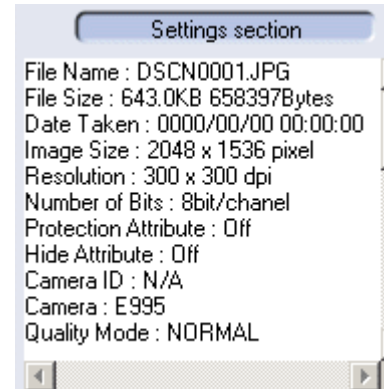 Settings section
File Name : DSCN0001.JPG
File Size : 643.0KB 658397Bytes
Date Taken : 0000/00/00 00:00:00
Image Size : 2048 x 1536 pixel
Resolution : 300 x 300 dpi
Number of Bits : 8bit/chanel
Protection Attribute : Off
Hide Attribute : Off
Camera ID : N/A
Camera : E995
Quality Mode : NORMAL